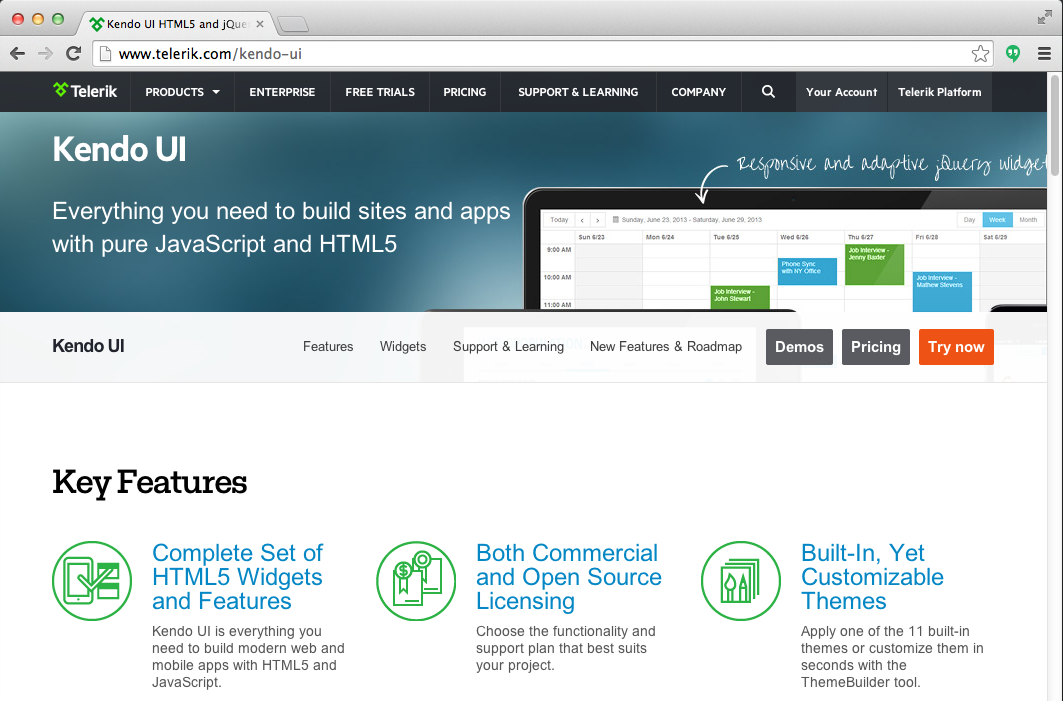 Kendo UI HTML5 and jQue
www.telerik.com/kendo-ui
Telerik PRODUCTS ENTERPRISE FREE TRIALS PRICING SUPPORT & LEARNING COMPANY Your Account Telerik Platform
Kendo UI
Responsive and adaptive jQuery widget
Everything you need to build sites and apps
with pure JavaScript and HTML5
Today Sunday, June 23, 2013 - Saturday, June 29, 2013 Day Week Month
Sun 6/23 Mon 6/24 Tue 6/25 Wed 6/26 Thu 6/27 Fri 6/28 Sat 6/29
9:00 AM
Job Interview -
Jenny Baxter
Phone Sync
with NY Office
10:00 AM
Job Interview -
Mathew Stevens
Job Interview -
John Stewart
11:00 AM
Kendo UI Features Widgets Support & Learning New Features & Roadmap Demos Pricing Try now
Key Features
Complete Set of
HTML5 Widgets
and Features
Kendo UI is everything you
need to build modern web and
mobile apps with HTML5 and
JavaScript.
Both Commercial
and Open Source
Licensing
Choose the functionality and
support plan that best suits
your project.
Built-In, Yet
Customizable
Themes
Apply one of the 11 built-in
themes or customize them in
seconds with the
ThemeBuilder tool.